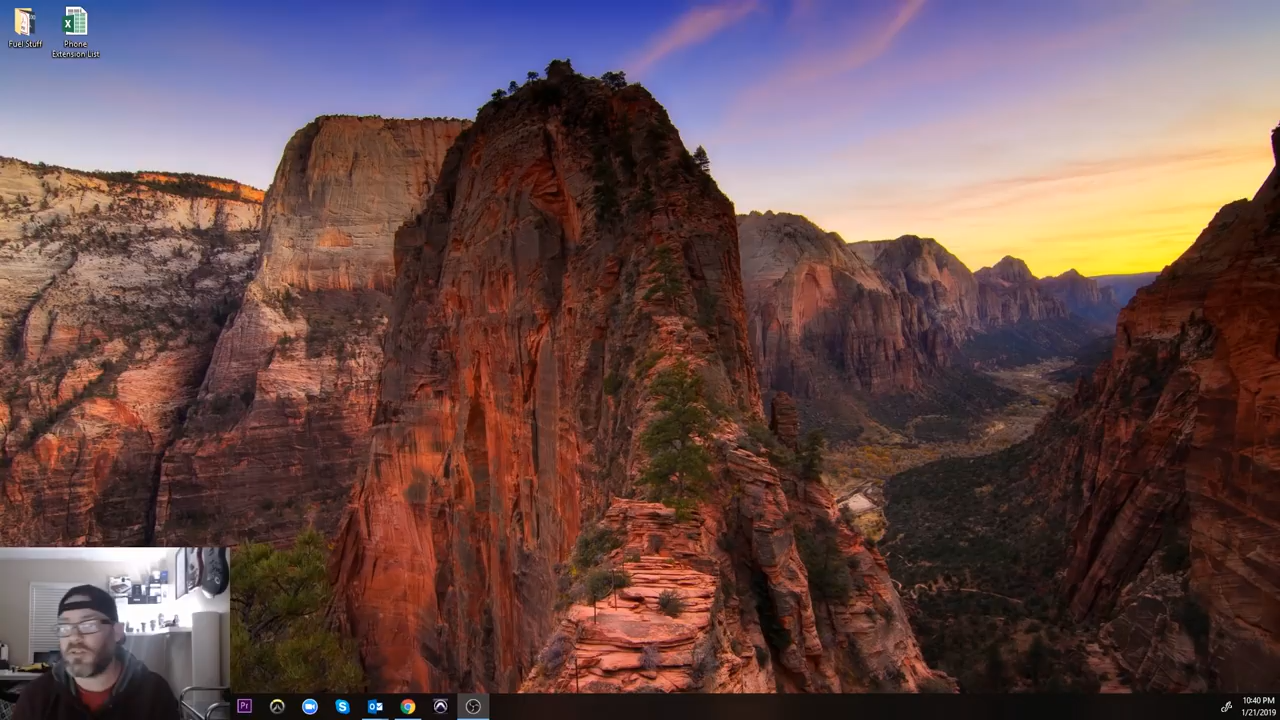 Fuel Stuff
Phone
Extension List
Pr
10:40 PM
1/21/2019